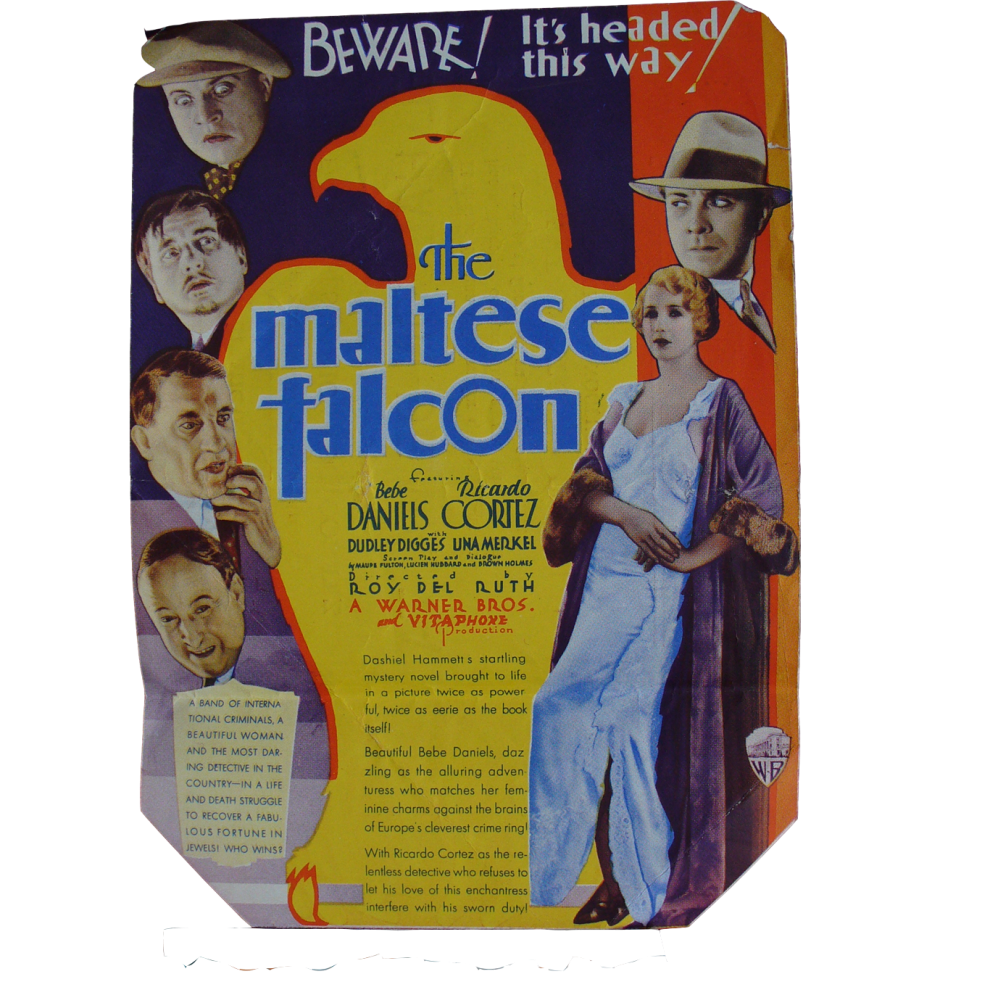 BEWARE! It's headed
this way!
the
maltese
falcon
featuring
Bebe Ricardo
DANIELS CORTEZ
with
DUDLEY DIGGES UNA MERKEL
Screen Play and Dialogue
by MAUDE FULTON, LUCIEN HUBBARD and BROWN HOLMES
Directed by
ROY DEL RUTH
A WARNER BROS.
and VITAPHONE
Production
Dashiel Hammett s startling
mystery novel brought to life
in a picture twice as power
ful, twice as eerie as the book
itself!
Beautiful Bebe Daniels, daz
zling as the alluring adven-
turess who matches her fem-
inine charms against the brains
of Europe's cleverest crime ring!
With Ricardo Cortez as the re-
lentless detective who refuses to
let his love of this enchantress
interfere with his sworn duty!
A BAND OF INTERNA
TIONAL CRIMINALS, A
BEAUTIFUL WOMAN
AND THE MOST DAR-
ING DETECTIVE IN THE
COUNTRY—IN A LIFE
AND DEATH STRUGGLE
TO RECOVER A FABU-
LOUS FORTUNE IN
JEWELS! WHO WINS?
W-B